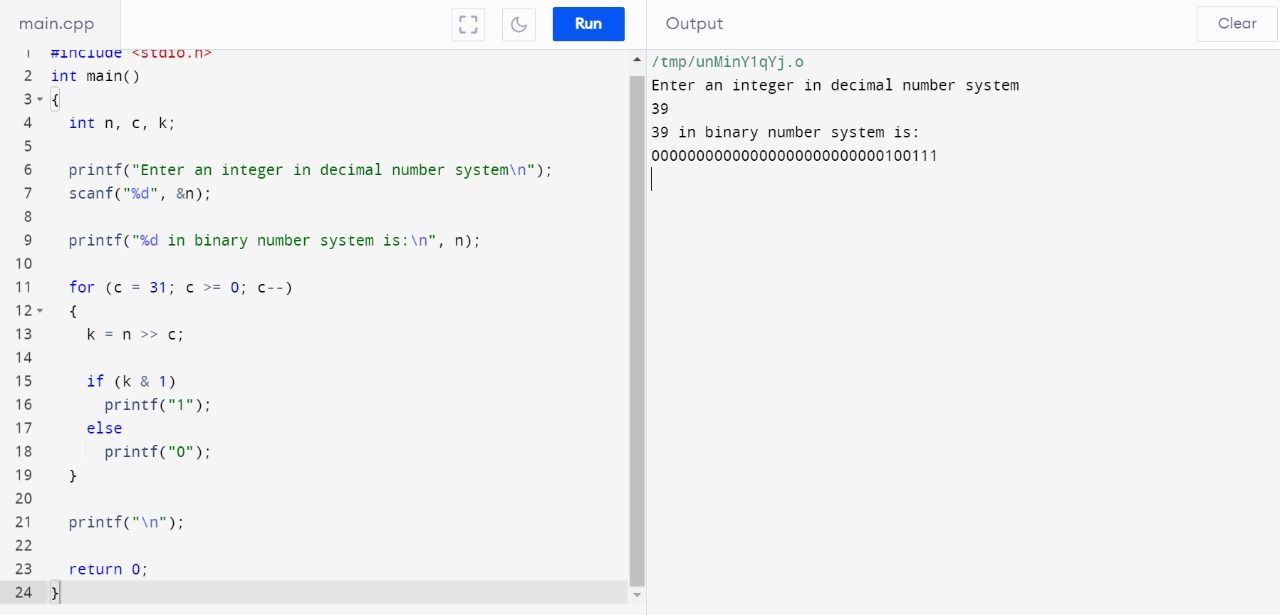 main.cpp
Run
Output
Clear
1 #include <stdio.h>
2 int main()
3 {
4   int n, c, k;
5
6   printf("Enter an integer in decimal number system\n");
7   scanf("%d", &n);
8
9   printf("%d in binary number system is:\n", n);
10
11   for (c = 31; c >= 0; c--)
12   {
13     k = n >> c;
14
15     if (k & 1)
16       printf("1");
17     else
18       printf("0");
19   }
20
21   printf("\n");
22
23   return 0;
24 }
/tmp/unMinY1qYj.o
Enter an integer in decimal number system
39
39 in binary number system is:
00000000000000000000000000100111